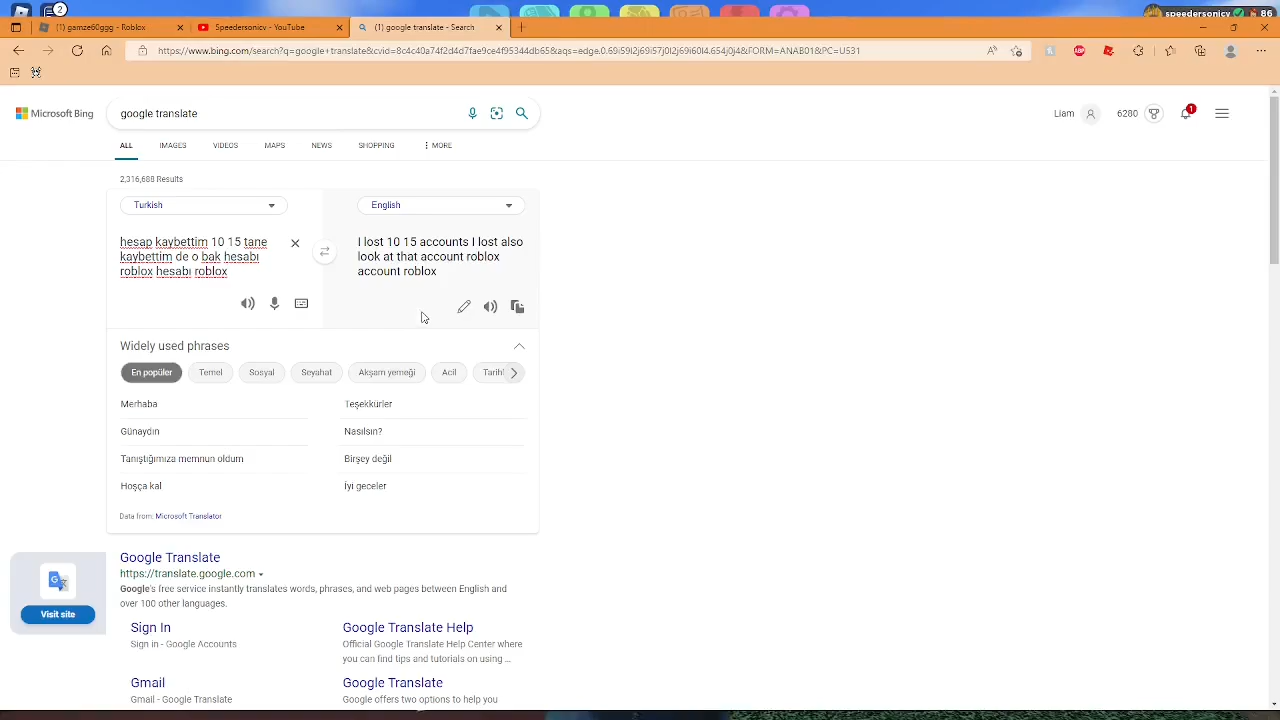 2
speedersonicv
86
(1) gamze60ggg - Roblox
Speedersonicv - YouTube
(1) google translate - Search
https://www.bing.com/search?q=google+translate&cvid=8c4c40a74f2d4d7fae9ce4f95344db65&aqs=edge.0.69i59l2j69i57j0l2j69i60l4.654j0j4&FORM=ANAB01&PC=U531
Microsoft Bing
google translate
Liam
6280
1
ALL
IMAGES
VIDEOS
MAPS
NEWS
SHOPPING
MORE
2,316,688 Results
Turkish
English
hesap kaybettim 10 15 tane
kaybettim de o bak hesabı
roblox hesabı roblox
I lost 10 15 accounts I lost also
look at that account roblox
account roblox
Widely used phrases
En popüler
Temel
Sosyal
Seyahat
Akşam yemeği
Acil
Merhaba
Teşekkürler
Günaydın
Nasılsın?
Tanıştığımıza memnun oldum
Birşey değil
Hoşça kal
İyi geceler
Data from: Microsoft Translator
Visit site
Google Translate
https://translate.google.com
Google's free service instantly translates words, phrases, and web pages between English and
over 100 other languages.
Sign In
Sign in - Google Accounts
Google Translate Help
Official Google Translate Help Center where
you can find tips and tutorials on using ...
Gmail
Gmail - Google Translate
Google Translate
Google offers two options to help you